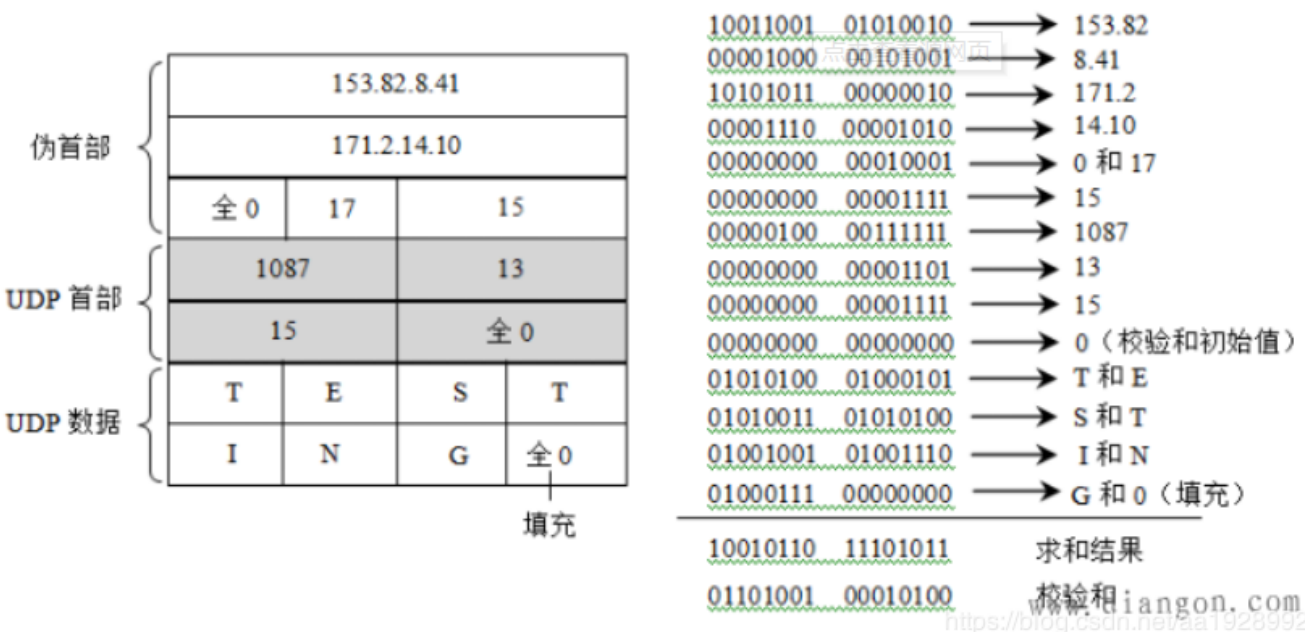 153.82.8.41
伪首部
171.2.14.10
全 0 17 15
1087 13
UDP 首部
15 全 0
T E S T
UDP 数据
I N G 全 0
填充
10011001 01010010 153.82
00001000 00101001 8.41
10101011 00000010 171.2
00001110 00001010 14.10
00000000 00010001 0 和 17
00000000 00001111 15
00000100 00111111 1087
00000000 00001101 13
00000000 00001111 15
00000000 00000000 0（校验和初始值）
01010100 01000101 T 和 E
01010011 01010100 S 和 T
01001001 01001110 I 和 N
01000111 00000000 G 和 0（填充）
10010110 11101011 求和结果
01101001 00010100 校验和
www.diangon.com